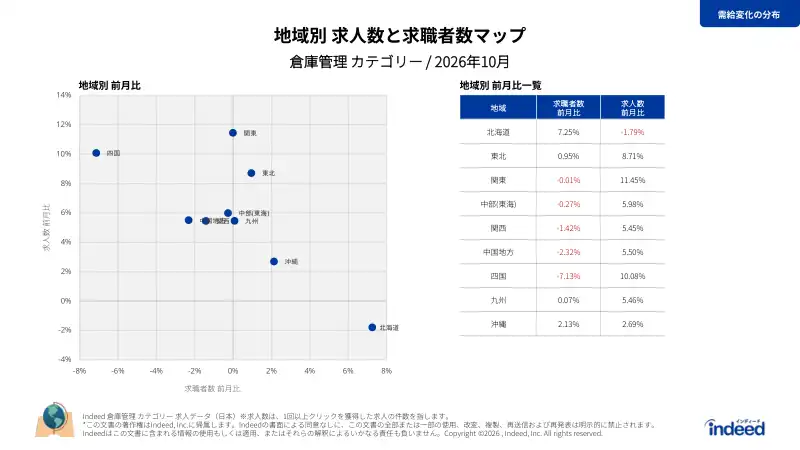 需給変化の分布
地域別 求人数と求職者数マップ
倉庫管理 カテゴリー / 2026年10月
地域別 前月比
14%
12%
10%
8%
6%
4%
2%
0%
-2%
-4%
-8%
-6%
-4%
-2%
0%
2%
4%
6%
8%
求人数 前月比
求職者数 前月比
関東
四国
東北
中部(東海)
中国地方
関西
九州
沖縄
北海道
地域別 前月比一覧
地域 求職者数 前月比 求人数 前月比
北海道 7.25% -1.79%
東北 0.95% 8.71%
関東 -0.01% 11.45%
中部(東海) -0.27% 5.98%
関西 -1.42% 5.45%
中国地方 -2.32% 5.50%
四国 -7.13% 10.08%
九州 0.07% 5.46%
沖縄 2.13% 2.69%
Indeed 倉庫管理 カテゴリー 求人データ（日本）※求人数は、1回以上クリックを獲得した求人の件数を指します。
*この文書の著作権はIndeed, Inc.に帰属します。Indeedの書面による同意なしに、この文書の全部または一部の使用、改変、複製、再送信および再発表は明示的に禁止されます。
Indeedはこの文書に含まれる情報の使用もしくは適用、またはそれらの解釈によるいかなる責任も負いません。Copyright ©2026 , Indeed, Inc. All rights reserved.
インディード
indeed